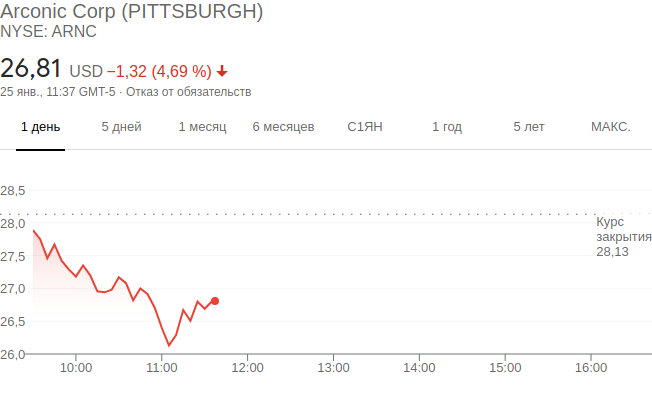 Arconic Corp (PITTSBURGH)
NYSE: ARNC
26,81 USD −1,32 (4,69 %)
25 янв., 11:37 GMT-5 · Отказ от обязательств
1 день 5 дней 1 месяц 6 месяцев С1ЯН 1 год 5 лет МАКС.
28,5
28,0
27,5
27,0
26,5
26,0
Курс
закрытия
28,13
10:00 11:00 12:00 13:00 14:00 15:00 16:00